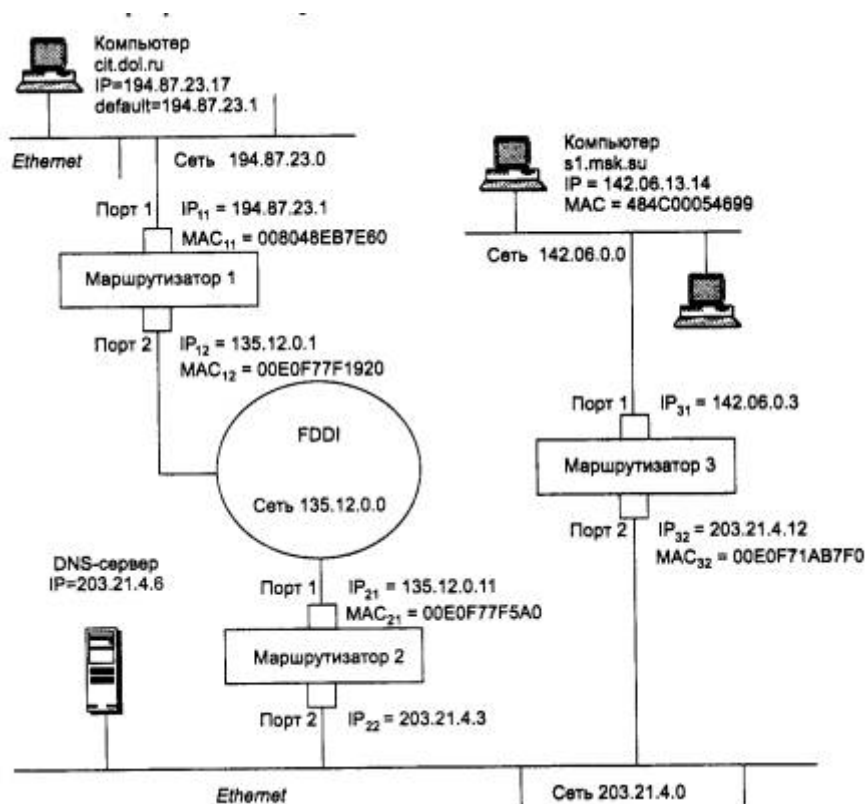 Компьютер
cit.dol.ru
IP=194.87.23.17
default=194.87.23.1
Ethernet
Сеть 194.87.23.0
Порт 1
IP11 = 194.87.23.1
MAC11 = 008048EB7E60
Маршрутизатор 1
Порт 2
IP12 = 135.12.0.1
MAC12 = 00E0F77F1920
FDDI
Сеть 135.12.0.0
DNS-сервер
IP=203.21.4.6
Порт 1
IP21 = 135.12.0.11
MAC21 = 00E0F77F5A0
Маршрутизатор 2
Порт 2
IP22 = 203.21.4.3
Ethernet
Компьютер
s1.msk.su
IP = 142.06.13.14
MAC = 484C00054699
Сеть 142.06.0.0
Порт 1
IP31 = 142.06.0.3
Маршрутизатор 3
Порт 2
IP32 = 203.21.4.12
MAC32 = 00E0F71AB7F0
Сеть 203.21.4.0